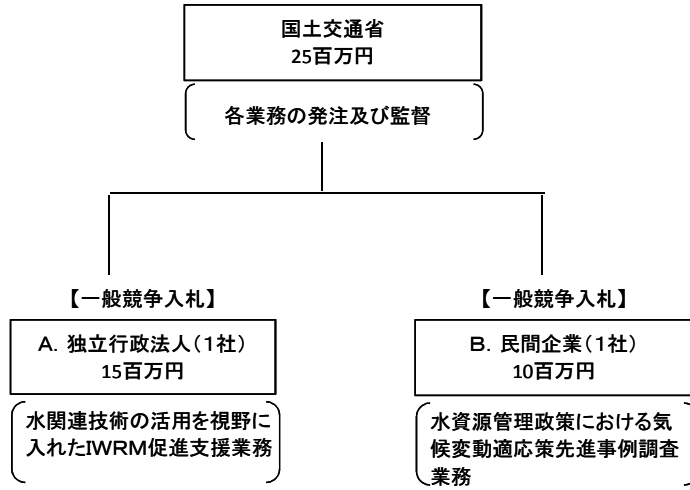 国土交通省
25百万円
各業務の発注及び監督
【一般競争入札】
A. 独立行政法人(1社)
15百万円
水関連技術の活用を視野に
入れたIWRM促進支援業務
【一般競争入札】
B. 民間企業(1社)
10百万円
水資源管理政策における気
候変動適応策先進事例調査
業務